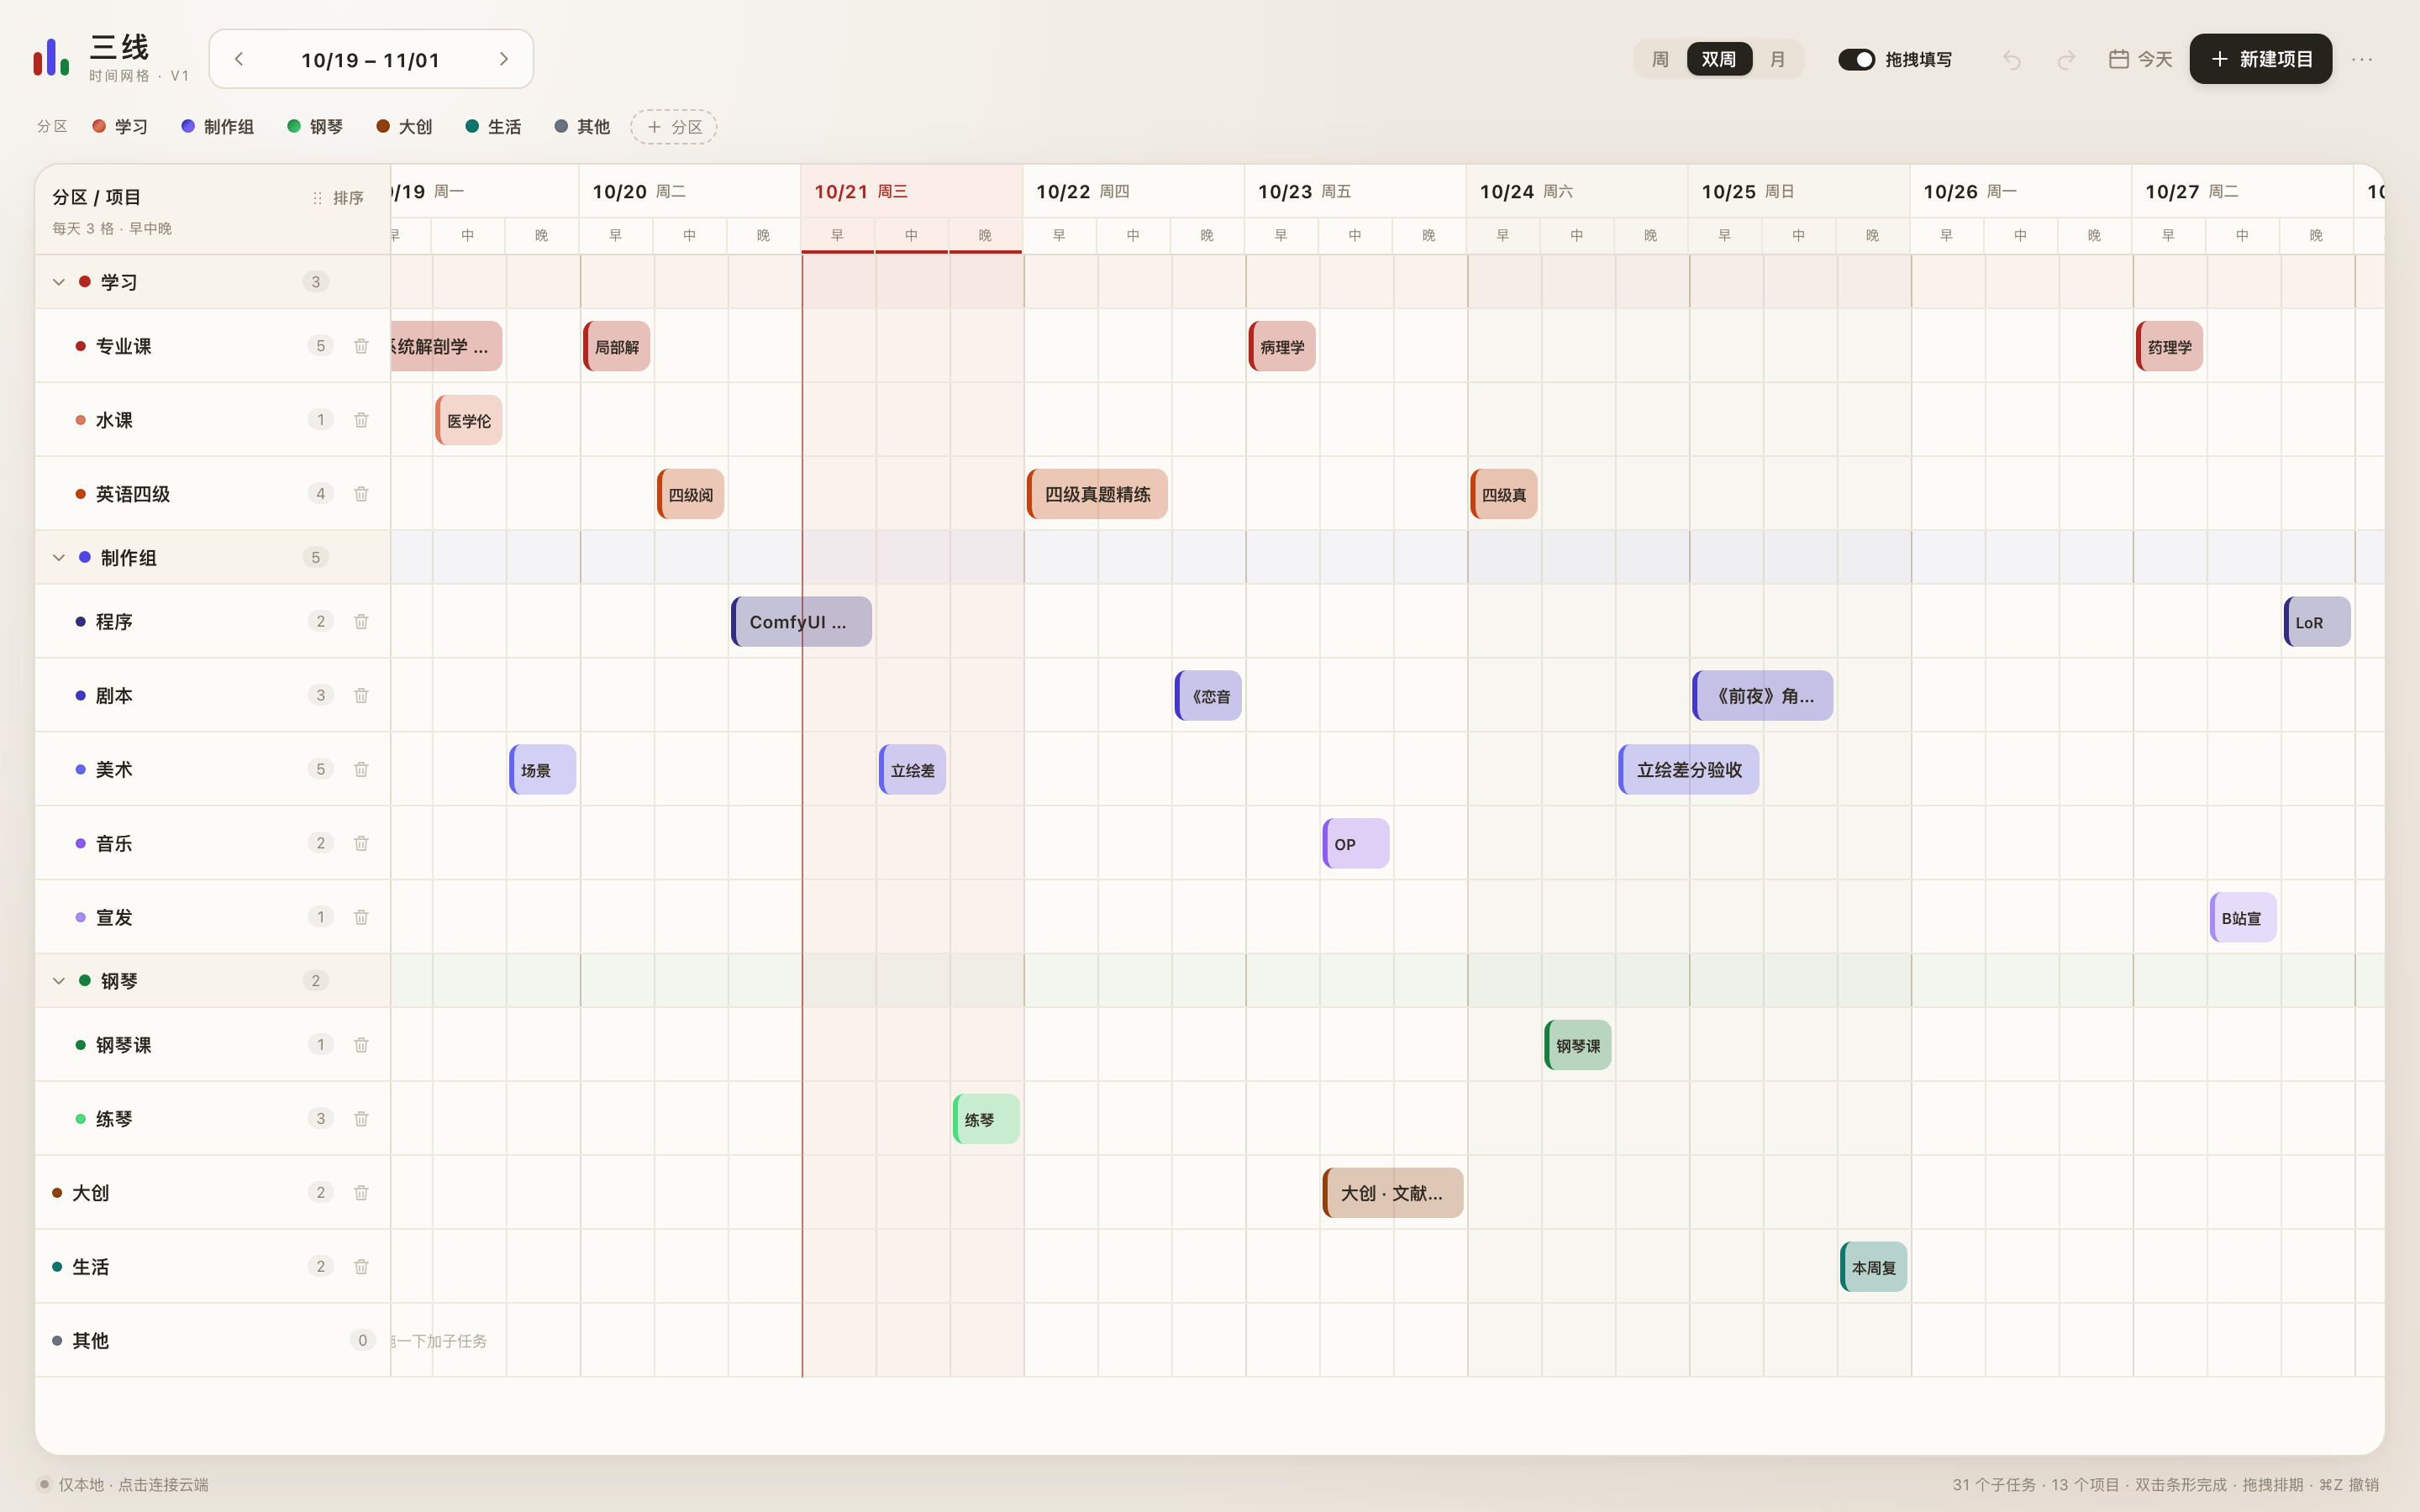 三线
时间网格 · V1
10/19 – 11/01
周 双周 月
拖拽填写
今天
新建项目
分区 学习 制作组 钢琴 大创 生活 其他 + 分区
分区 / 项目 排序
每天 3 格 · 早中晚
/19 周一 10/20 周二 10/21 周三 10/22 周四 10/23 周五 10/24 周六 10/25 周日 10/26 周一 10/27 周二
早 中 晚 早 中 晚 早 中 晚 早 中 晚 早 中 晚 早 中 晚 早 中 晚 早 中 晚 早 中 晚
学习 3
专业课 5 系统解剖学 ... 局部解 病理学 药理学
水课 1 医学伦
英语四级 4 四级阅 四级真题精练 四级真
制作组 5
程序 2 ComfyUI ... LoR
剧本 3 《恋音 《前夜》角...
美术 5 场景 立绘差 立绘差分验收
音乐 2 OP
宣发 1 B站宣
钢琴 2
钢琴课 1 钢琴课
练琴 3 练琴
大创 2 大创 · 文献...
生活 2 本周复
其他 0 一下加子任务
仅本地 · 点击连接云端
31 个子任务 · 13 个项目 · 双击条形完成 · 拖拽排期 · ⌘Z 撤销